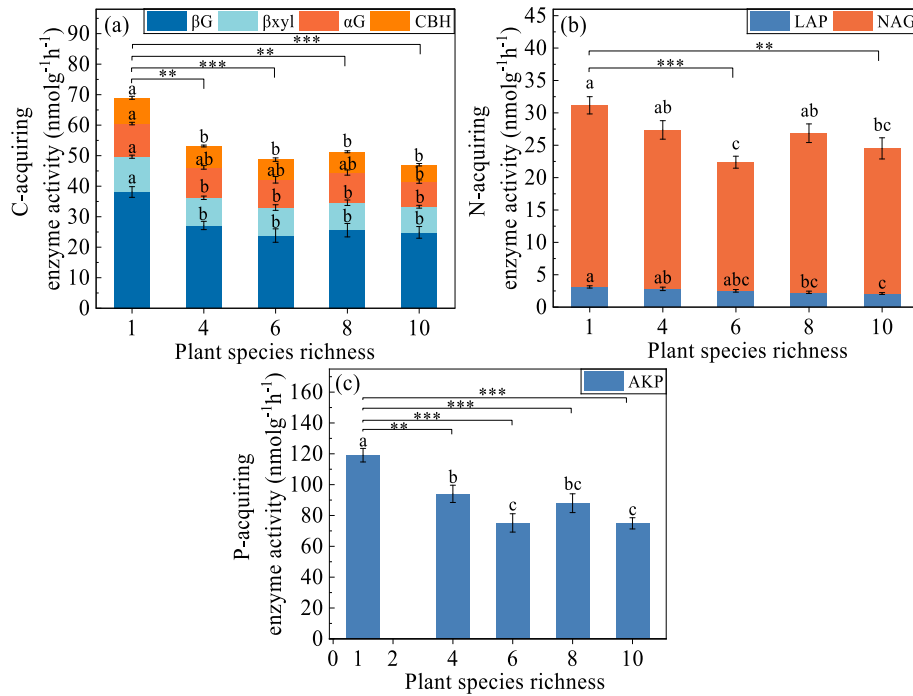 (a)
βG
βxyl
αG
CBH
C-acquiring
enzyme activity (nmolg⁻¹h⁻¹)
90
80
70
60
50
40
30
20
10
0
***
**
***
**
a
a
a
a
b
ab
b
b
b
ab
b
b
b
ab
b
b
b
b
b
b
1
4
6
8
10
Plant species richness
(b)
LAP
NAG
N-acquiring
enzyme activity (nmolg⁻¹h⁻¹)
45
40
35
30
25
20
15
10
5
0
**
***
a
ab
c
ab
bc
a
ab
abc
bc
c
1
4
6
8
10
Plant species richness
(c)
AKP
P-acquiring
enzyme activity (nmolg⁻¹h⁻¹)
160
140
120
100
80
60
40
20
0
***
***
***
**
a
b
c
bc
c
0
1
2
4
6
8
10
Plant species richness